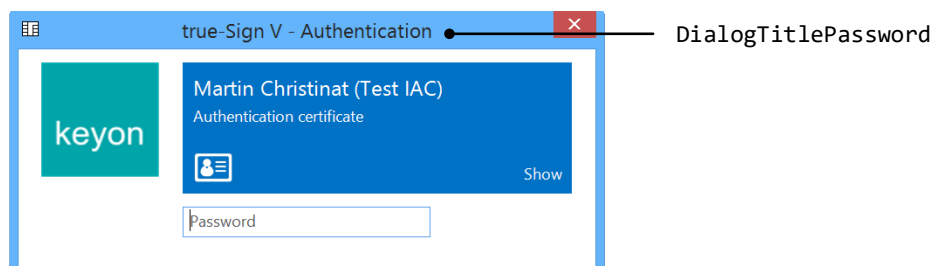 true-Sign V - Authentication
DialogTitlePassword
keyon
Martin Christinat (Test IAC)
Authentication certificate
Show
Password